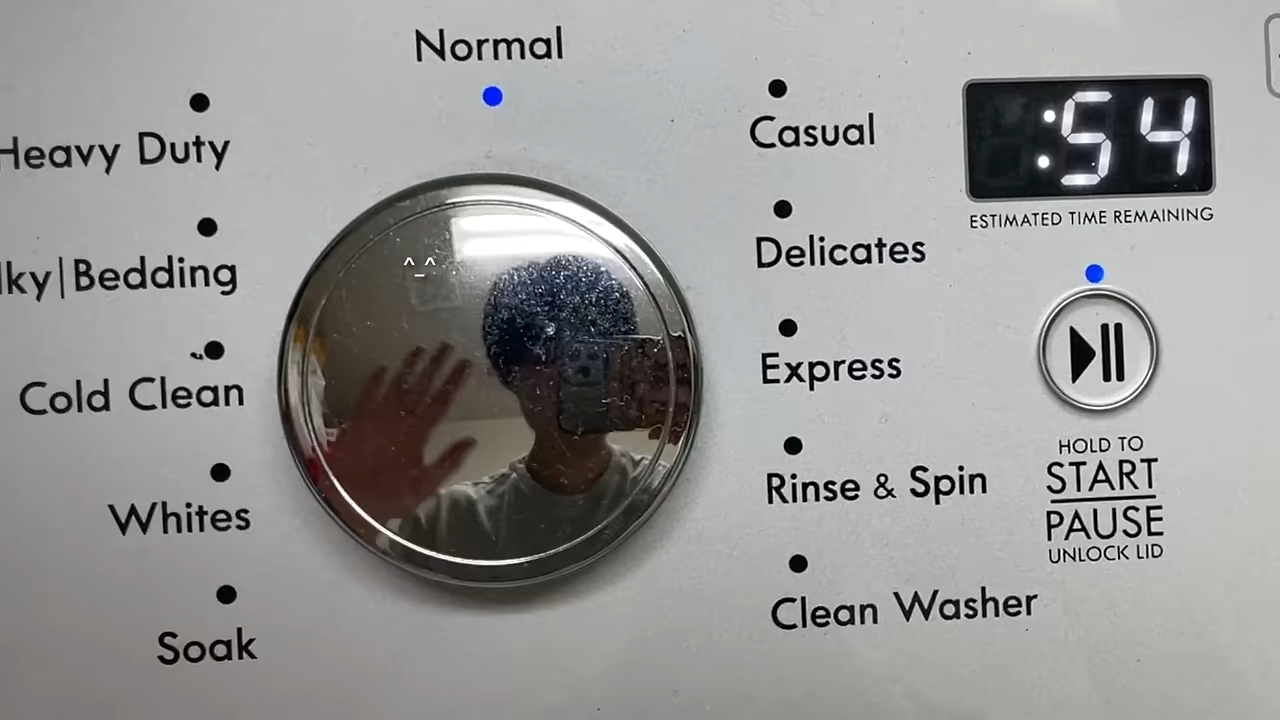 Normal
Heavy Duty
lky|Bedding
Cold Clean
Whites
Soak
^_^
Casual
Delicates
Express
Rinse & Spin
Clean Washer
:54
ESTIMATED TIME REMAINING
HOLD TO
START
PAUSE
UNLOCK LID